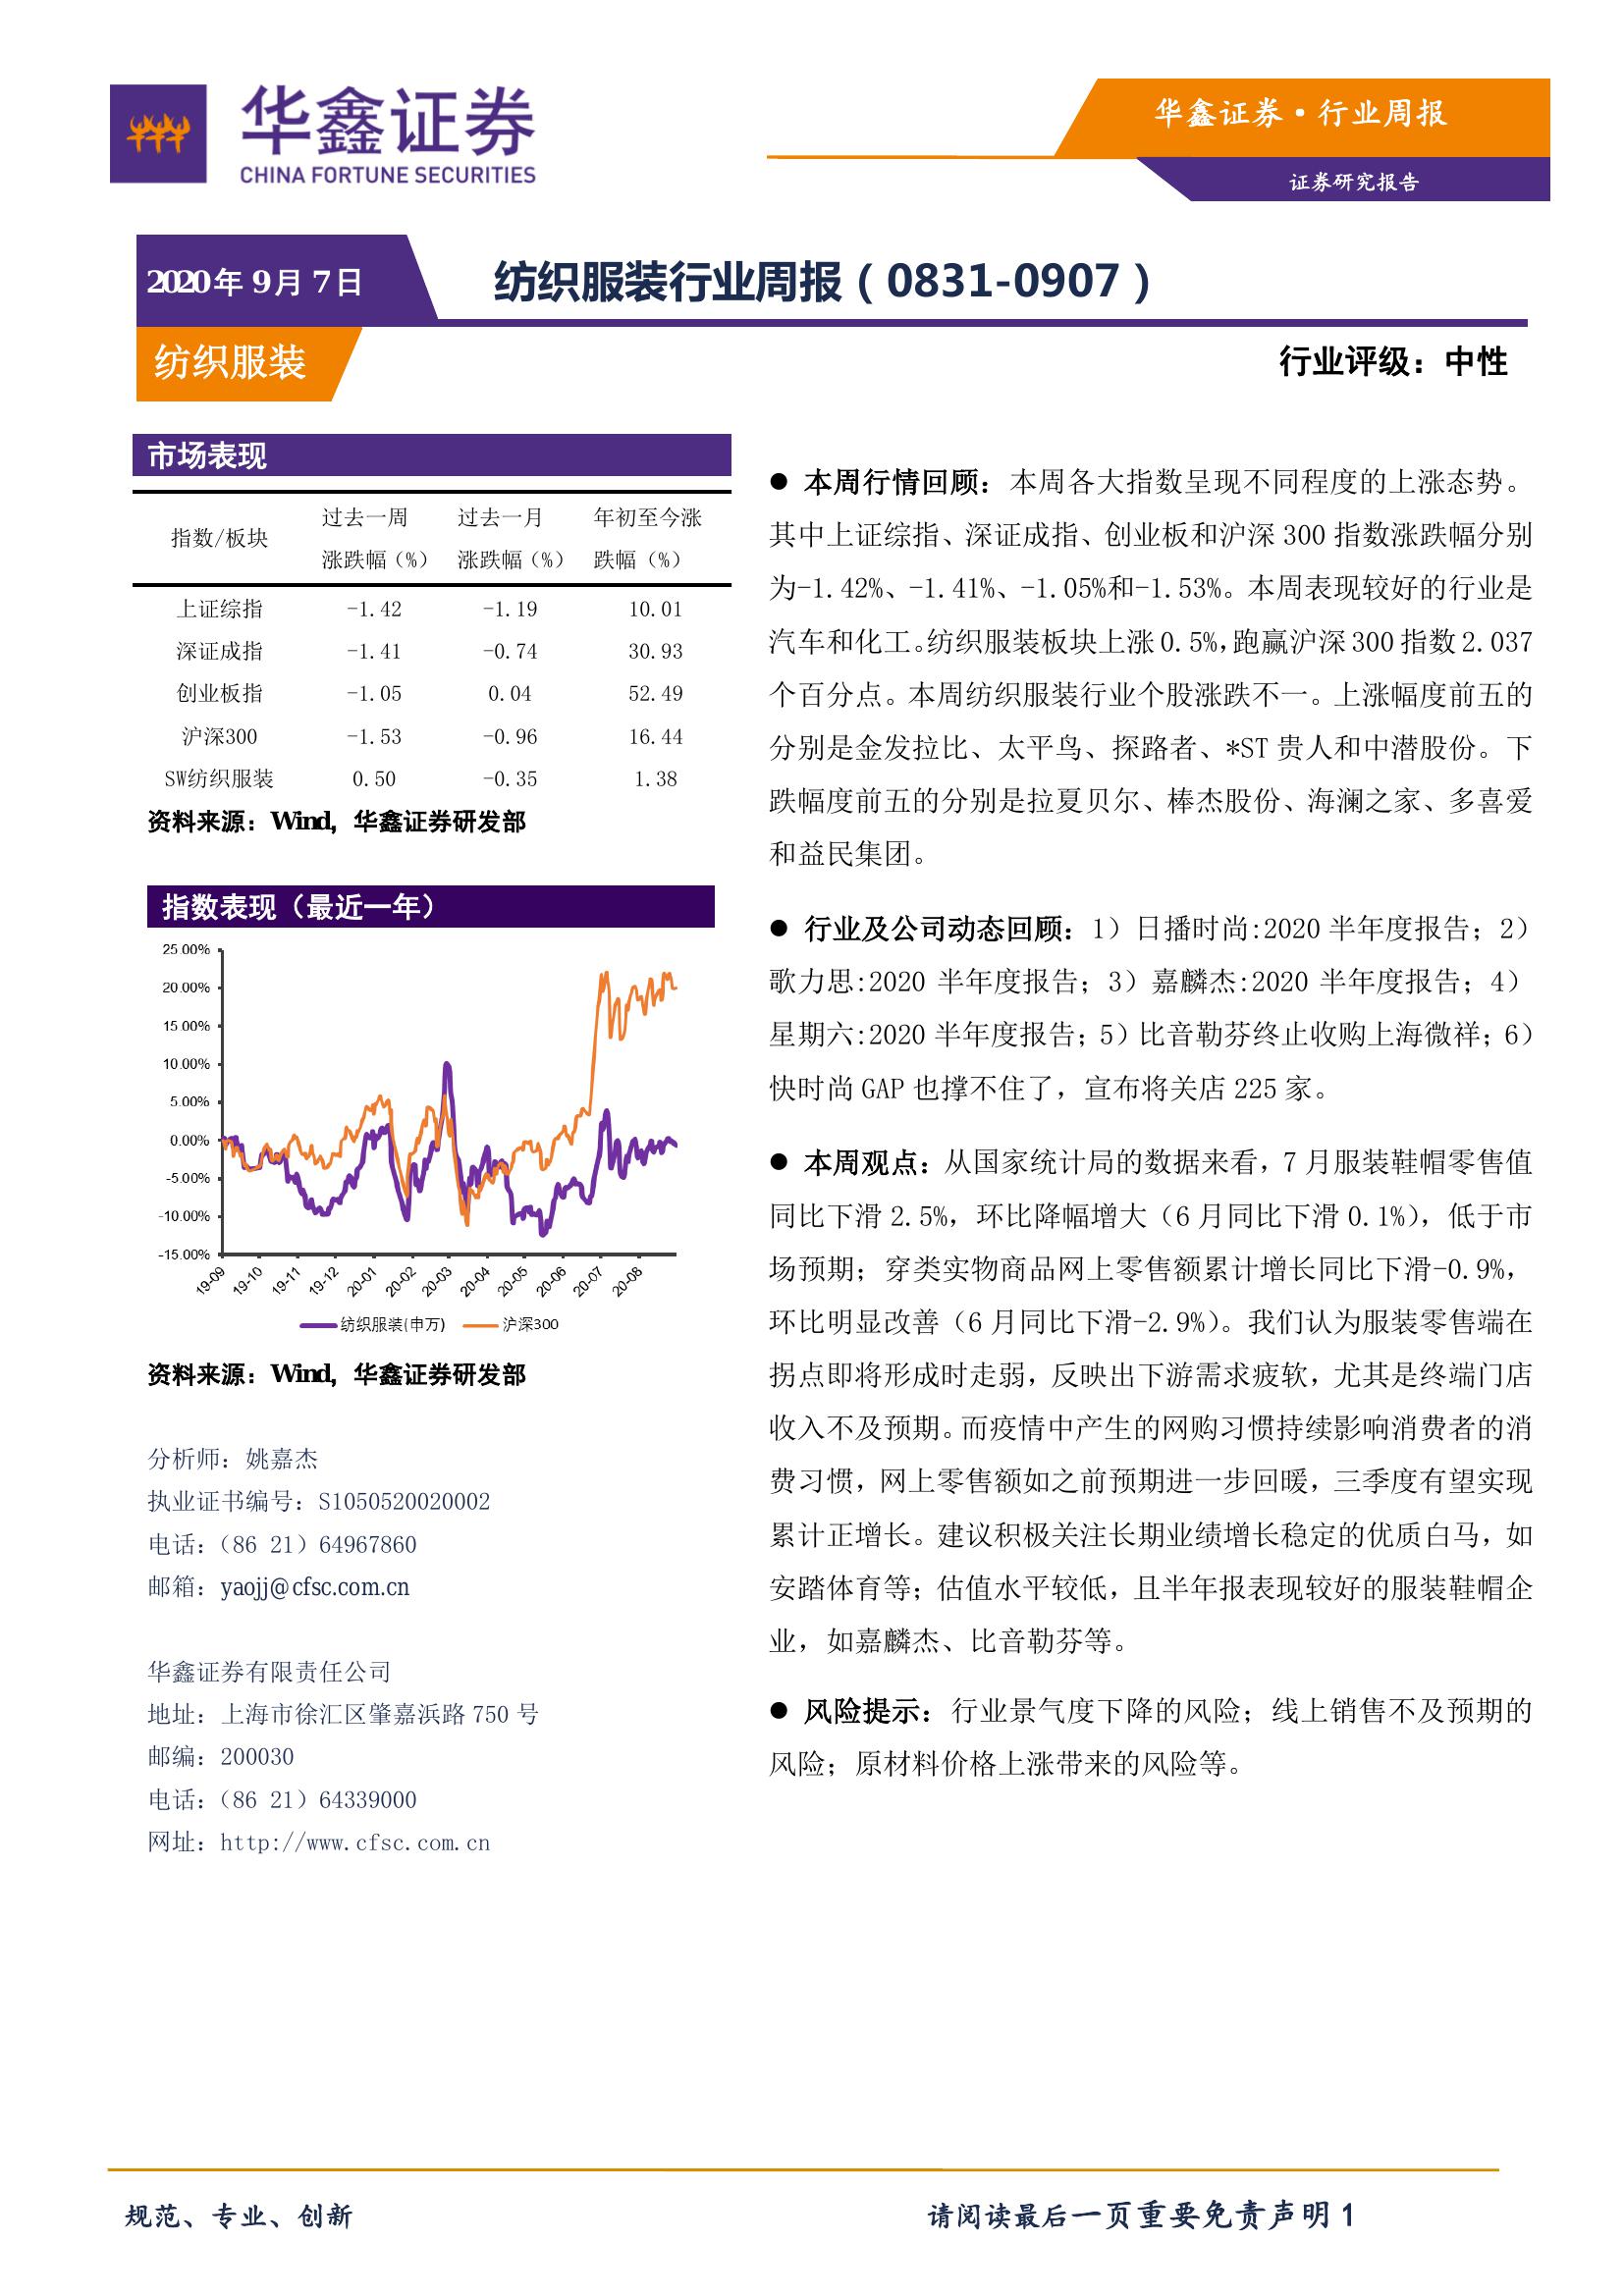 华鑫证券
CHINA FORTUNE SECURITIES
华鑫证券·行业周报
证券研究报告
2020年 9月 7日
纺织服装行业周报（0831-0907）
纺织服装
行业评级：中性
市场表现
指数/板块 过去一周涨跌幅（%） 过去一月涨跌幅（%） 年初至今涨跌幅（%）
上证综指 -1.42 -1.19 10.01
深证成指 -1.41 -0.74 30.93
创业板指 -1.05 0.04 52.49
沪深300 -1.53 -0.96 16.44
SW纺织服装 0.50 -0.35 1.38
资料来源：Wind，华鑫证券研发部
指数表现（最近一年）
25.00%
20.00%
15.00%
10.00%
5.00%
0.00%
-5.00%
-10.00%
-15.00%
19-09 19-10 19-11 19-12 20-01 20-02 20-03 20-04 20-05 20-06 20-07 20-08
纺织服装(申万) 沪深300
资料来源：Wind，华鑫证券研发部
分析师：姚嘉杰
执业证书编号：S1050520020002
电话：（86 21）64967860
邮箱：yaojj@cfsc.com.cn
华鑫证券有限责任公司
地址：上海市徐汇区肇嘉浜路 750 号
邮编：200030
电话：（86 21）64339000
网址：http://www.cfsc.com.cn
● 本周行情回顾：本周各大指数呈现不同程度的上涨态势。
其中上证综指、深证成指、创业板和沪深 300 指数涨跌幅分别
为-1.42%、-1.41%、-1.05%和-1.53%。本周表现较好的行业是
汽车和化工。纺织服装板块上涨 0.5%，跑赢沪深 300 指数 2.037
个百分点。本周纺织服装行业个股涨跌不一。上涨幅度前五的
分别是金发拉比、太平鸟、探路者、*ST 贵人和中潜股份。下
跌幅度前五的分别是拉夏贝尔、棒杰股份、海澜之家、多喜爱
和益民集团。
● 行业及公司动态回顾：1）日播时尚:2020 半年度报告；2）
歌力思:2020 半年度报告；3）嘉麟杰:2020 半年度报告；4）
星期六:2020 半年度报告；5）比音勒芬终止收购上海微祥；6）
快时尚 GAP 也撑不住了，宣布将关店 225 家。
● 本周观点：从国家统计局的数据来看，7 月服装鞋帽零售值
同比下滑 2.5%，环比降幅增大（6 月同比下滑 0.1%），低于市
场预期；穿类实物商品网上零售额累计增长同比下滑-0.9%，
环比明显改善（6 月同比下滑-2.9%）。我们认为服装零售端在
拐点即将形成时走弱，反映出下游需求疲软，尤其是终端门店
收入不及预期。而疫情中产生的网购习惯持续影响消费者的消
费习惯，网上零售额如之前预期进一步回暖，三季度有望实现
累计正增长。建议积极关注长期业绩增长稳定的优质白马，如
安踏体育等；估值水平较低，且半年报表现较好的服装鞋帽企
业，如嘉麟杰、比音勒芬等。
● 风险提示：行业景气度下降的风险；线上销售不及预期的
风险；原材料价格上涨带来的风险等。
规范、专业、创新
请阅读最后一页重要免责声明 1